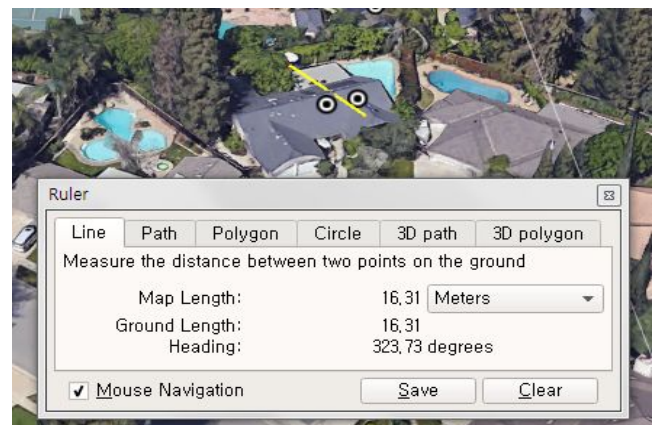 Ruler
Line Path Polygon Circle 3D path 3D polygon
Measure the distance between two points on the ground
Map Length: 16,31 Meters
Ground Length: 16,31
Heading: 323,73 degrees
Mouse Navigation Save Clear